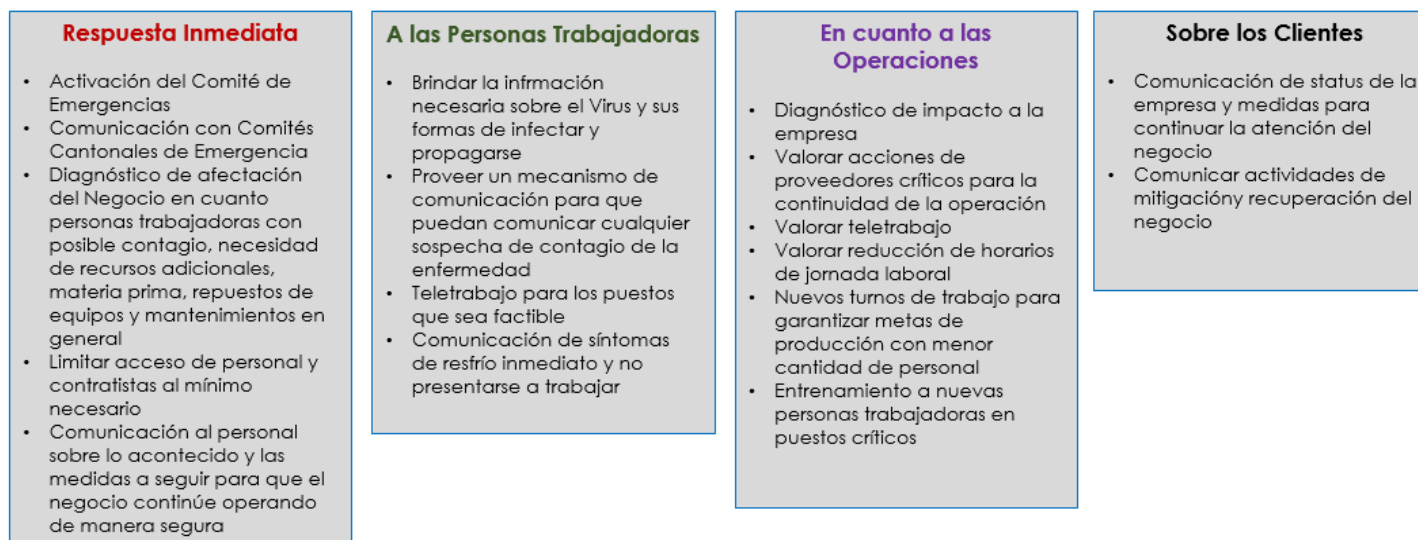 Respuesta Inmediata
• Activación del Comité de
Emergencias
• Comunicación con Comités
Cantonales de Emergencia
• Diagnóstico de afectación
del Negocio en cuanto
personas trabajadoras con
posible contagio, necesidad
de recursos adicionales,
materia prima, repuestos de
equipos y mantenimientos en
general
• Limitar acceso de personal y
contratistas al mínimo
necesario
• Comunicación al personal
sobre lo acontecido y las
medidas a seguir para que el
negocio continúe operando
de manera segura
A las Personas Trabajadoras
• Brindar la infrmación
necesaria sobre el Virus y sus
formas de infectar y
propagarse
• Proveer un mecanismo de
comunicación para que
puedan comunicar cualquier
sospecha de contagio de la
enfermedad
• Teletrabajo para los puestos
que sea factible
• Comunicación de síntomas
de resfrío inmediato y no
presentarse a trabajar
En cuanto a las
Operaciones
• Diagnóstico de impacto a la
empresa
• Valorar acciones de
proveedores críticos para la
continuidad de la operación
• Valorar teletrabajo
• Valorar reducción de horarios
de jornada laboral
• Nuevos turnos de trabajo para
garantizar metas de
producción con menor
cantidad de personal
• Entrenamiento a nuevas
personas trabajadoras en
puestos críticos
Sobre los Clientes
• Comunicación de status de la
empresa y medidas para
continuar la atención del
negocio
• Comunicar actividades de
mitigacióny recuperación del
negocio